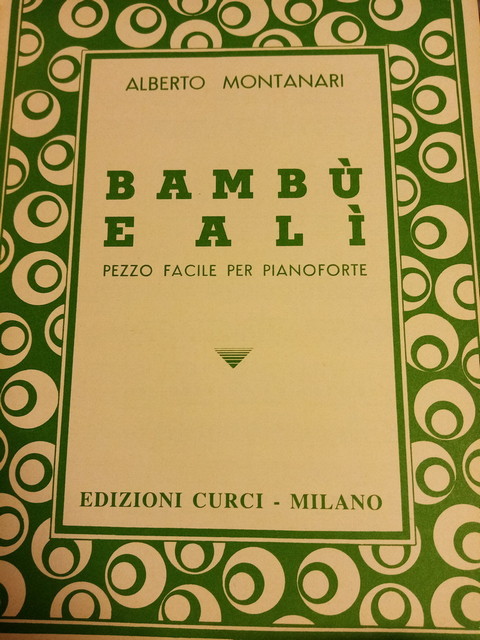 ALBERTO MONTANARI
BAMBÙ
E ALÌ
PEZZO FACILE PER PIANOFORTE
EDIZIONI CURCI - MILANO